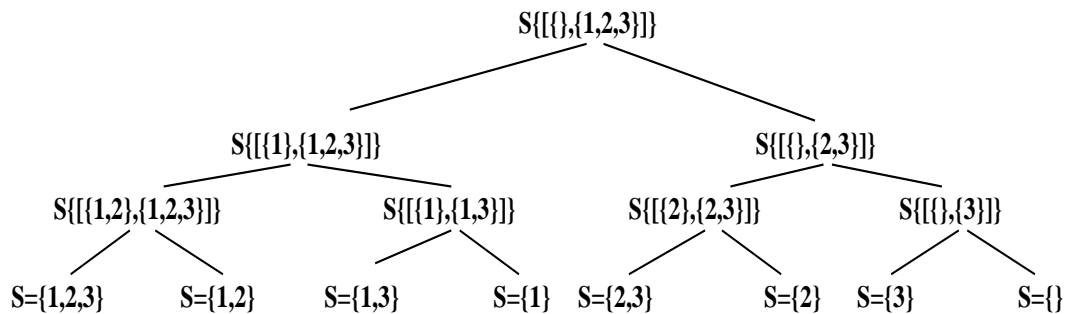 S{[{},{1,2,3}]}
S{[{1},{1,2,3}]} S{[{},{2,3}]}
S{[{1,2},{1,2,3}]} S{[{1},{1,3}]} S{[{2},{2,3}]} S{[{},{3}]}
S={1,2,3} S={1,2} S={1,3} S={1} S={2,3} S={2} S={3} S={}